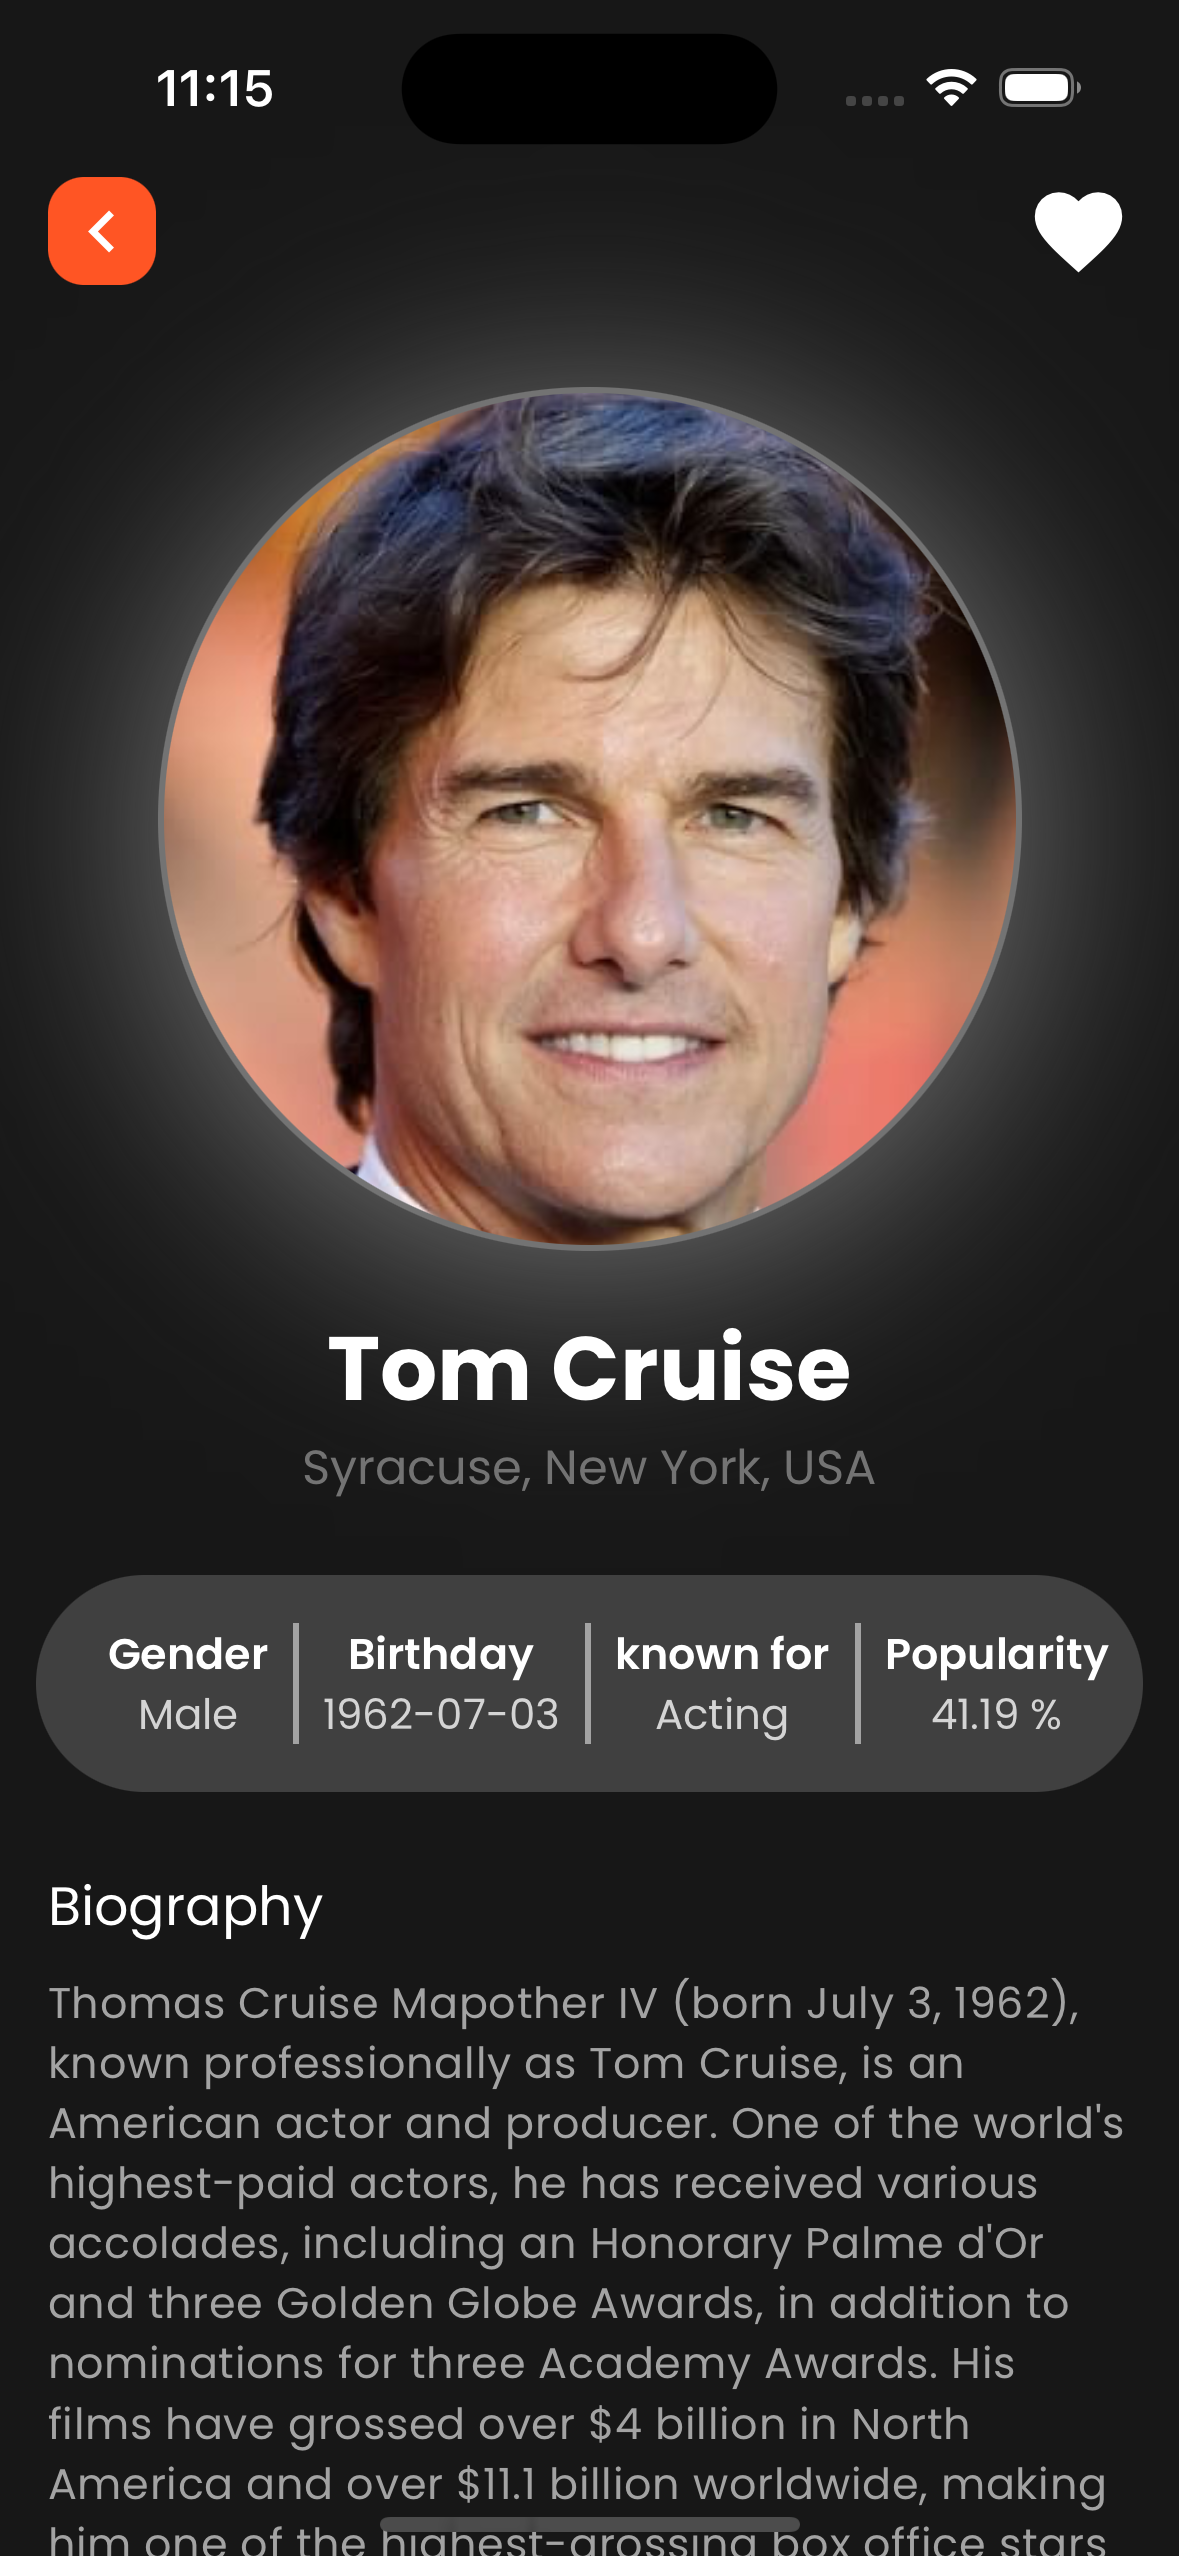 11:15
Tom Cruise
Syracuse, New York, USA
Gender Birthday known for Popularity
Male 1962-07-03 Acting 41.19 %
Biography
Thomas Cruise Mapother IV (born July 3, 1962),
known professionally as Tom Cruise, is an
American actor and producer. One of the world's
highest-paid actors, he has received various
accolades, including an Honorary Palme d'Or
and three Golden Globe Awards, in addition to
nominations for three Academy Awards. His
films have grossed over $4 billion in North
America and over $11.1 billion worldwide, making
him one of the highest-grossing box office stars